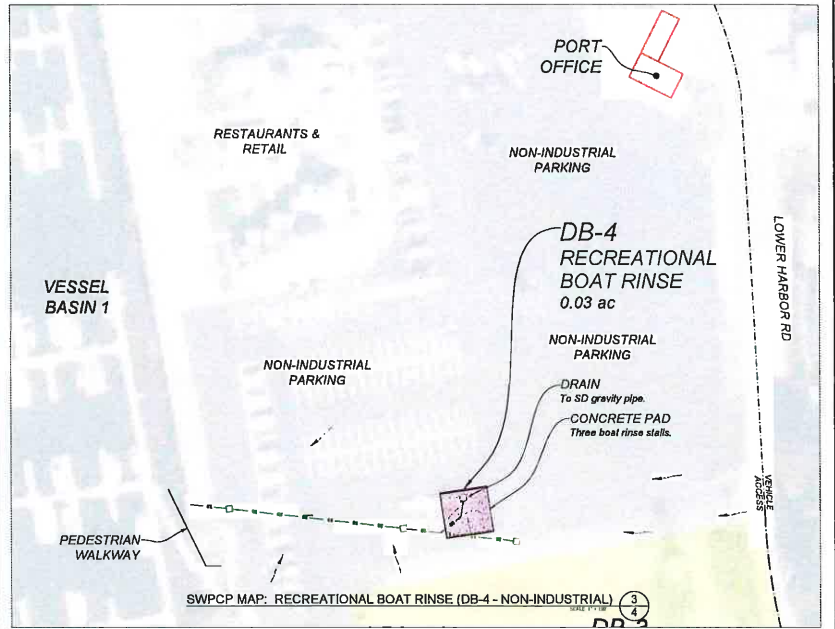 PORT
OFFICE
RESTAURANTS &
RETAIL
NON-INDUSTRIAL
PARKING
DB-4
RECREATIONAL
BOAT RINSE
0.03 ac
LOWER HARBOR RD
VESSEL
BASIN 1
NON-INDUSTRIAL
PARKING
NON-INDUSTRIAL
PARKING
DRAIN
To SD gravity pipe.
CONCRETE PAD
Three boat rinse stalls.
VEHICLE
ACCESS
PEDESTRIAN
WALKWAY
SWPCP MAP: RECREATIONAL BOAT RINSE (DB-4 - NON-INDUSTRIAL)
3
4